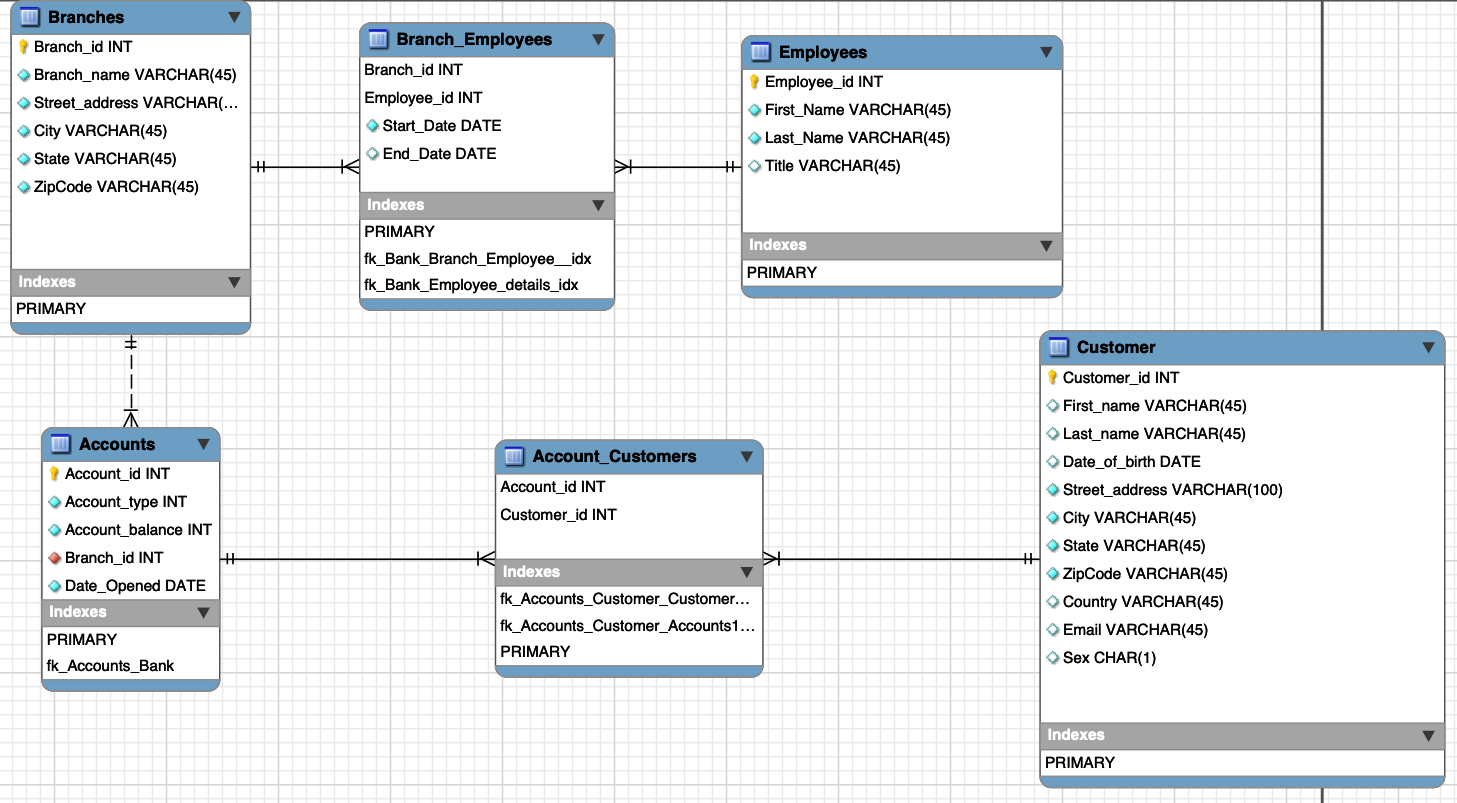 Branches
Branch_id INT
Branch_name VARCHAR(45)
Street_address VARCHAR(...
City VARCHAR(45)
State VARCHAR(45)
ZipCode VARCHAR(45)
Indexes
PRIMARY
Branch_Employees
Branch_id INT
Employee_id INT
Start_Date DATE
End_Date DATE
Indexes
PRIMARY
fk_Bank_Branch_Employee__idx
fk_Bank_Employee_details_idx
Employees
Employee_id INT
First_Name VARCHAR(45)
Last_Name VARCHAR(45)
Title VARCHAR(45)
Indexes
PRIMARY
Accounts
Account_id INT
Account_type INT
Account_balance INT
Branch_id INT
Date_Opened DATE
Indexes
PRIMARY
fk_Accounts_Bank
Account_Customers
Account_id INT
Customer_id INT
Indexes
fk_Accounts_Customer_Customer...
fk_Accounts_Customer_Accounts1...
PRIMARY
Customer
Customer_id INT
First_name VARCHAR(45)
Last_name VARCHAR(45)
Date_of_birth DATE
Street_address VARCHAR(100)
City VARCHAR(45)
State VARCHAR(45)
ZipCode VARCHAR(45)
Country VARCHAR(45)
Email VARCHAR(45)
Sex CHAR(1)
Indexes
PRIMARY